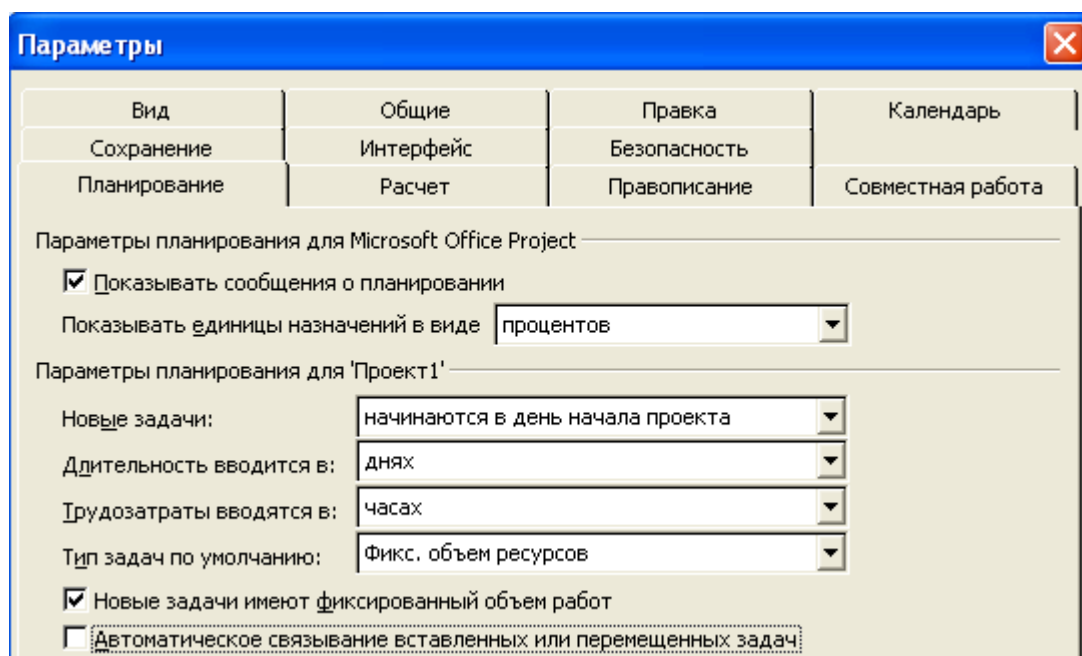 Параметры
Вид Общие Правка Календарь
Сохранение Интерфейс Безопасность
Планирование Расчет Правописание Совместная работа
Параметры планирования для Microsoft Office Project
Показывать сообщения о планировании
Показывать единицы назначений в виде процентов
Параметры планирования для 'Проект1'
Новые задачи: начинаются в день начала проекта
Длительность вводится в: днях
Трудозатраты вводятся в: часах
Тип задач по умолчанию: Фикс. объем ресурсов
Новые задачи имеют фиксированный объем работ
Автоматическое связывание вставленных или перемещенных задач